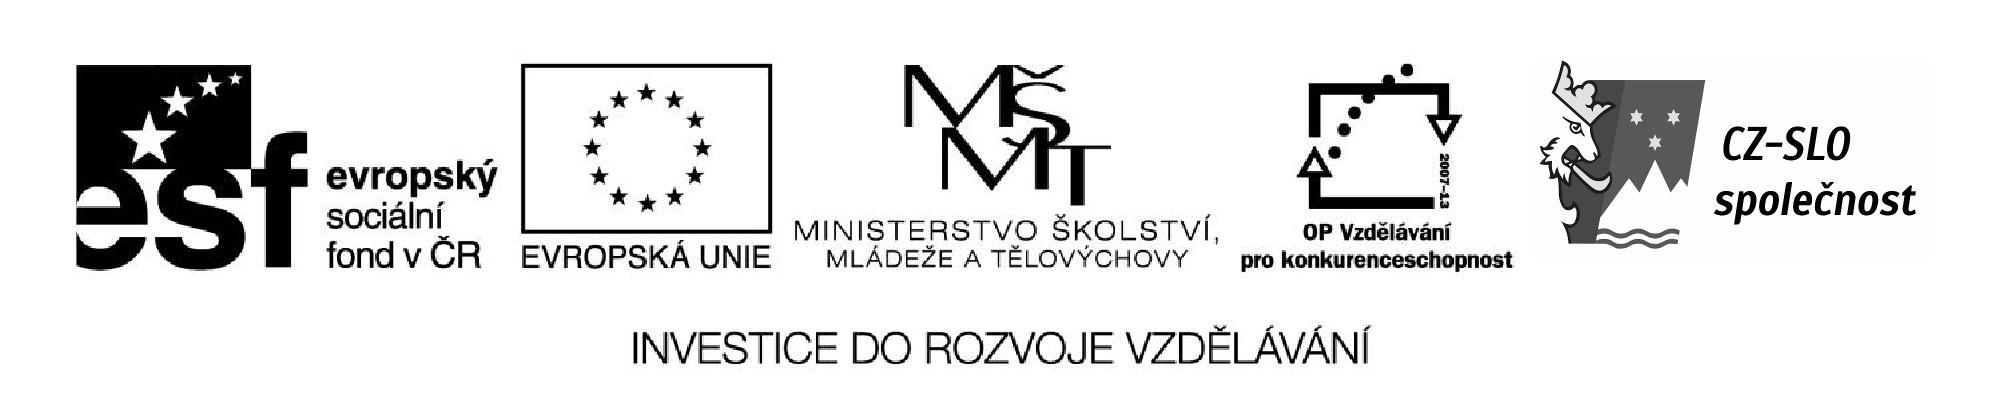 esf
evropský
sociální
fond v ČR
EVROPSKÁ UNIE
MŠMT
MINISTERSTVO ŠKOLSTVÍ,
MLÁDEŽE A TĚLOVÝCHOVY
2007-13
OP Vzdělávání
pro konkurenceschopnost
CZ-SLO
společnost
INVESTICE DO ROZVOJE VZDĚLÁVÁNÍ